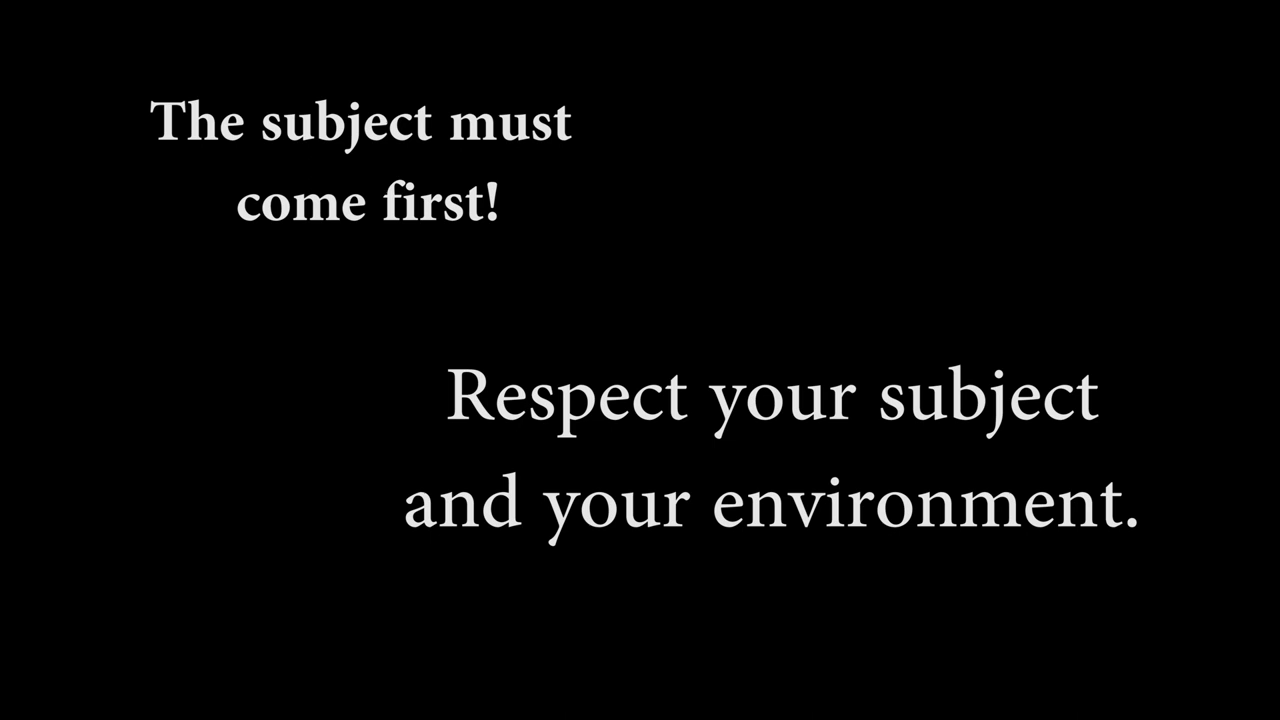 The subject must
come first!
Respect your subject
and your environment.